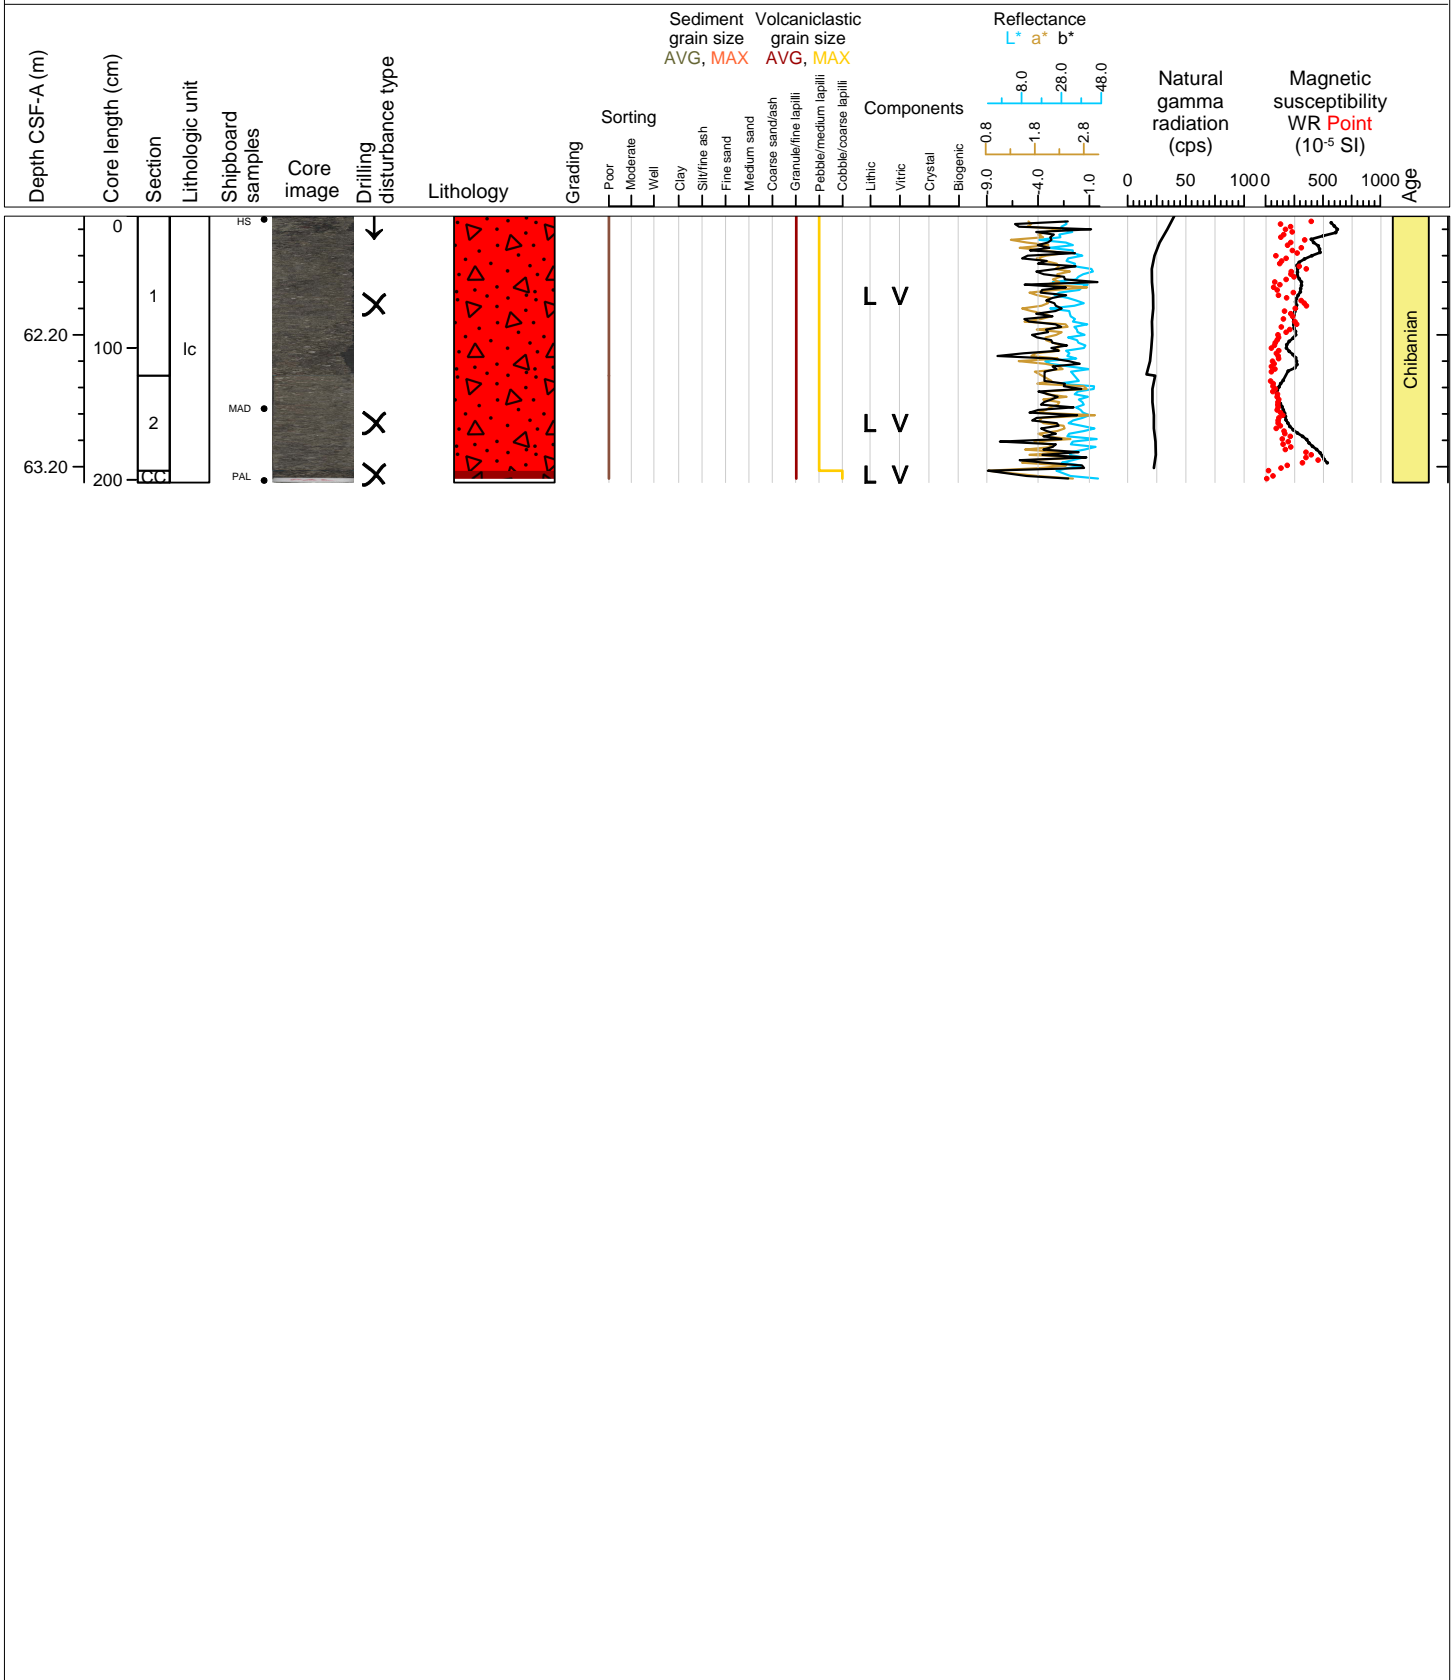 Depth CSF-A (m)
Core length (cm)
Section
Lithologic unit
Shipboard
samples
Core
image
Drilling
disturbance type
Lithology
Grading
Sorting
Poor
Moderate
Well
Sediment
grain size
AVG, MAX
Volcaniclastic
grain size
AVG, MAX
Clay
Silt/fine ash
Fine sand
Medium sand
Coarse sand/ash
Granule/fine lapilli
Pebble/medium lapilli
Cobble/coarse lapilli
Components
Lithic
Vitric
Crystal
Biogenic
Reflectance
L* a* b*
8.0 28.0 48.0
0.8 1.8 2.8
-9.0 -4.0 1.0
Natural
gamma
radiation
(cps)
0 50 100
Magnetic
susceptibility
WR Point
(10⁻⁵ SI)
0 500 1000
Age
0
HS
1
L V
62.20
100
Ic
Chibanian
MAD
2
L V
63.20
200
CC
PAL
L V